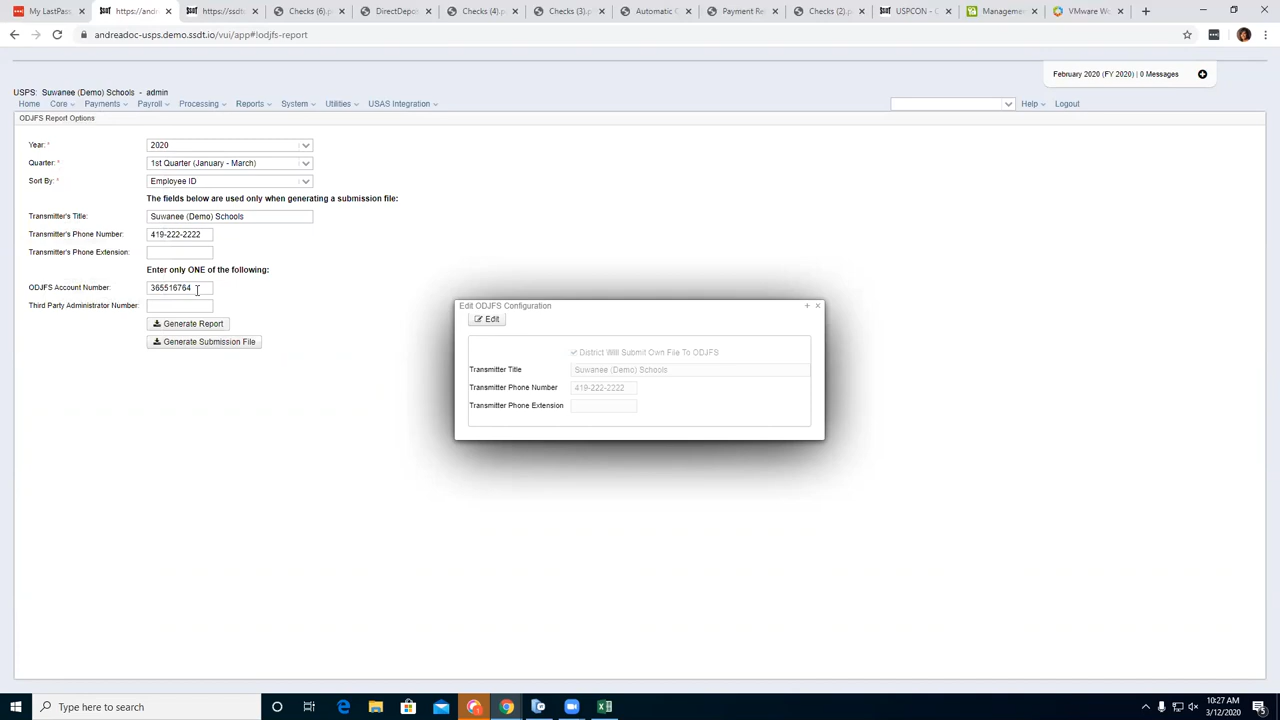 My LastPass
https://andr
https://ssdt
Checks (6).p
DirectDepos
Checks (4).p
Checks (3).p
Automatic C
Payment Re
Checks (2).p
USPCON - C
Management
VMware Wo
andreadoc-usps.demo.ssdt.io/vui/app#!odjfs-report
February 2020 (FY 2020) | 0 Messages
USPS: Suwanee (Demo) Schools - admin
Home Core Payments Payroll Processing Reports System Utilities USAS Integration Help Logout
ODJFS Report Options
Year: * 2020
Quarter: * 1st Quarter (January - March)
Sort By: * Employee ID
The fields below are used only when generating a submission file:
Transmitter's Title: Suwanee (Demo) Schools
Transmitter's Phone Number: 419-222-2222
Transmitter's Phone Extension:
Enter only ONE of the following:
ODJFS Account Number: 365516764
Third Party Administrator Number:
Generate Report
Generate Submission File
Edit ODJFS Configuration
Edit
District Willl Submit Own File To ODJFS
Transmitter Title Suwanee (Demo) Schools
Transmitter Phone Number 419-222-2222
Transmitter Phone Extension
Type here to search
10:27 AM
3/12/2020
5